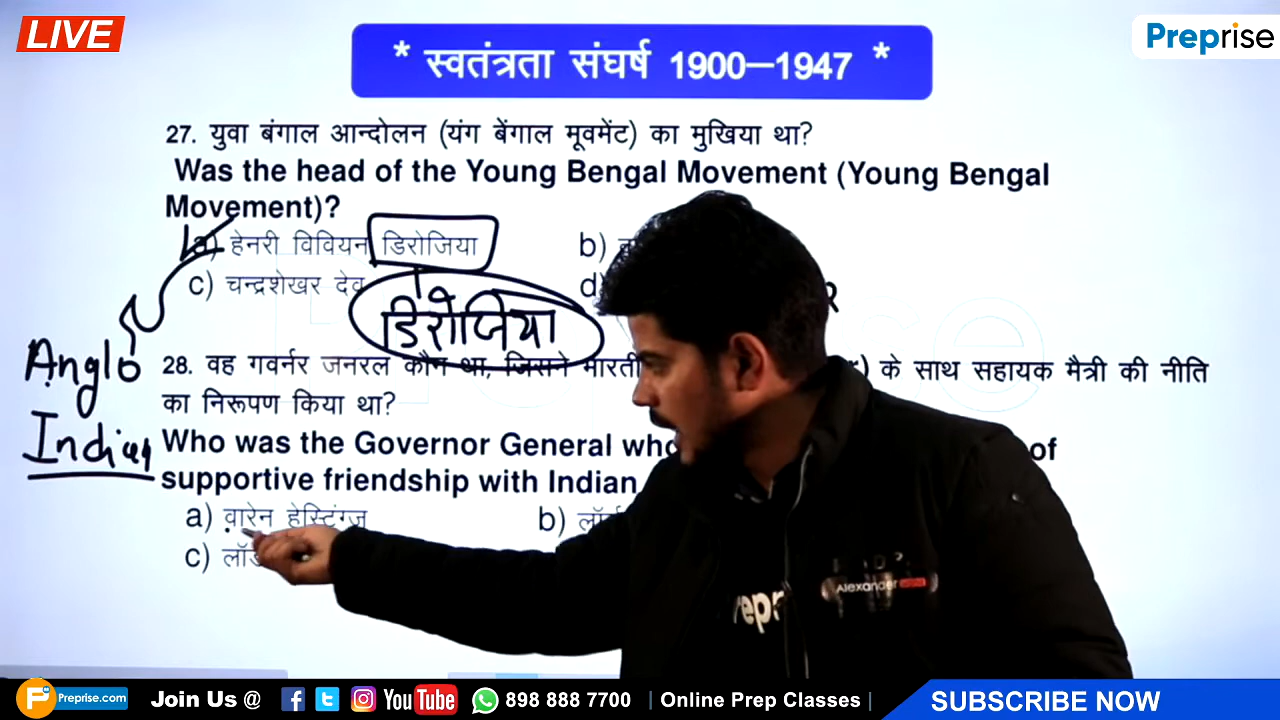 LIVE
Preprise
* स्वतंत्रता संघर्ष 1900–1947 *
27. युवा बंगाल आन्दोलन (यंग बेंगाल मूवमेंट) का मुखिया था?
Was the head of the Young Bengal Movement (Young Bengal
Movement)?
a) हेनरी विवियन डिरोजिया b)
c) चन्द्रशेखर देव d)
डिरोजिया
Anglo
Indian
28. वह गवर्नर जनरल कौन था, जिसने के साथ सहायक मैत्री की नीति
का निरूपण किया था?
Who was the Governor General of
supportive friendship with Indian
a) वारेन हेस्टिंग्ज b)
c)
Alexander
Preprise.com Join Us @ You Tube 898 888 7700 | Online Prep Classes | SUBSCRIBE NOW